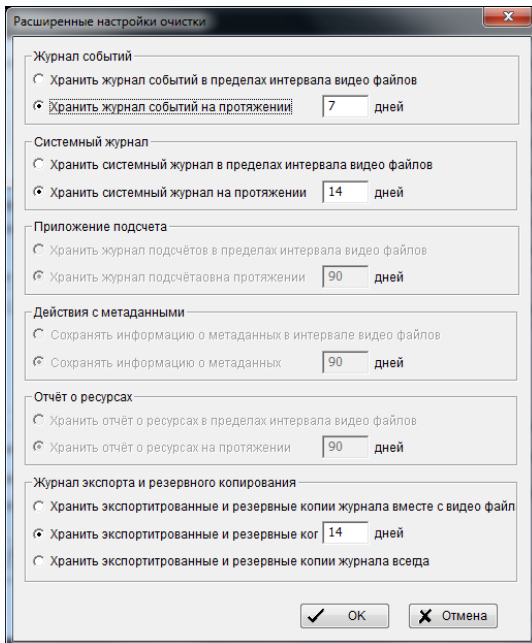 Расширенные настройки очистки
Журнал событий
Хранить журнал событий в пределах интервала видео файлов
Хранить журнал событий на протяжении 7 дней
Системный журнал
Хранить системный журнал в пределах интервала видео файлов
Хранить системный журнал на протяжении 14 дней
Приложение подсчета
Хранить журнал подсчётов в пределах интервала видео файлов
Хранить журнал подсчётаовна протяжении 90 дней
Действия с метаданными
Сохранять информацию о метаданных в интервале видео файлов
Сохранять информацию о метаданных 90 дней
Отчёт о ресурсах
Хранить отчёт о ресурсах в пределах интервала видео файлов
Хранить отчёт о ресурсах на протяжении 90 дней
Журнал экспорта и резервного копирования
Хранить экспортитрованные и резервные копии журнала вместе с видео файл
Хранить экспортитрованные и резервные ког 14 дней
Хранить экспортитрованные и резервные копии журнала всегда
OK Отмена